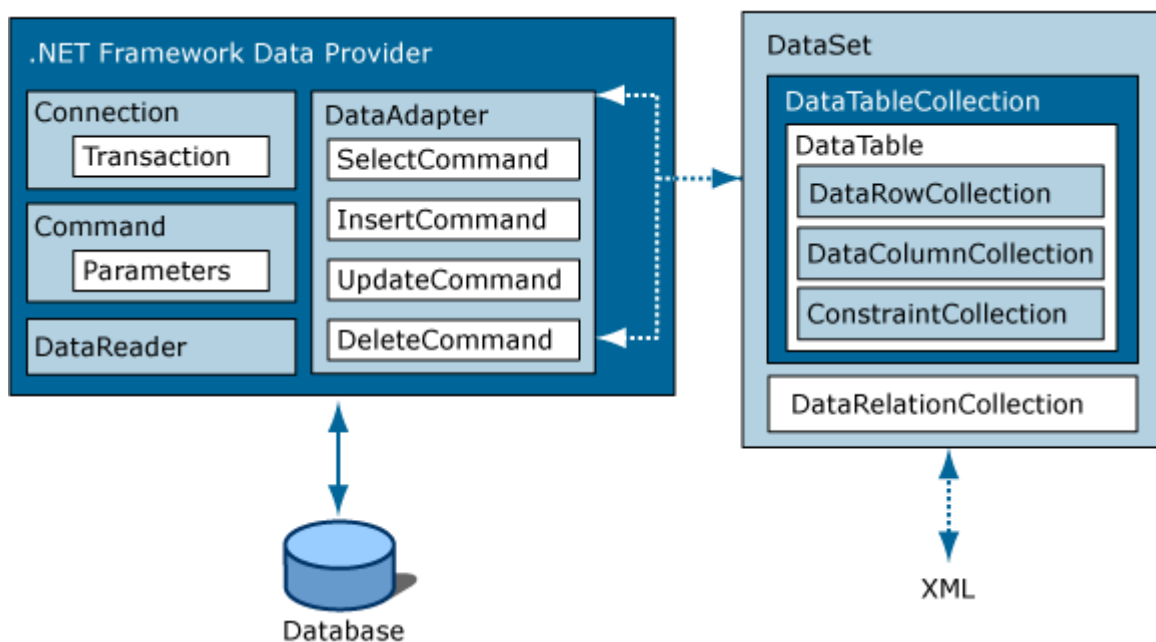 .NET Framework Data Provider
Connection
Transaction
Command
Parameters
DataReader
DataAdapter
SelectCommand
InsertCommand
UpdateCommand
DeleteCommand
Database
DataSet
DataTableCollection
DataTable
DataRowCollection
DataColumnCollection
ConstraintCollection
DataRelationCollection
XML